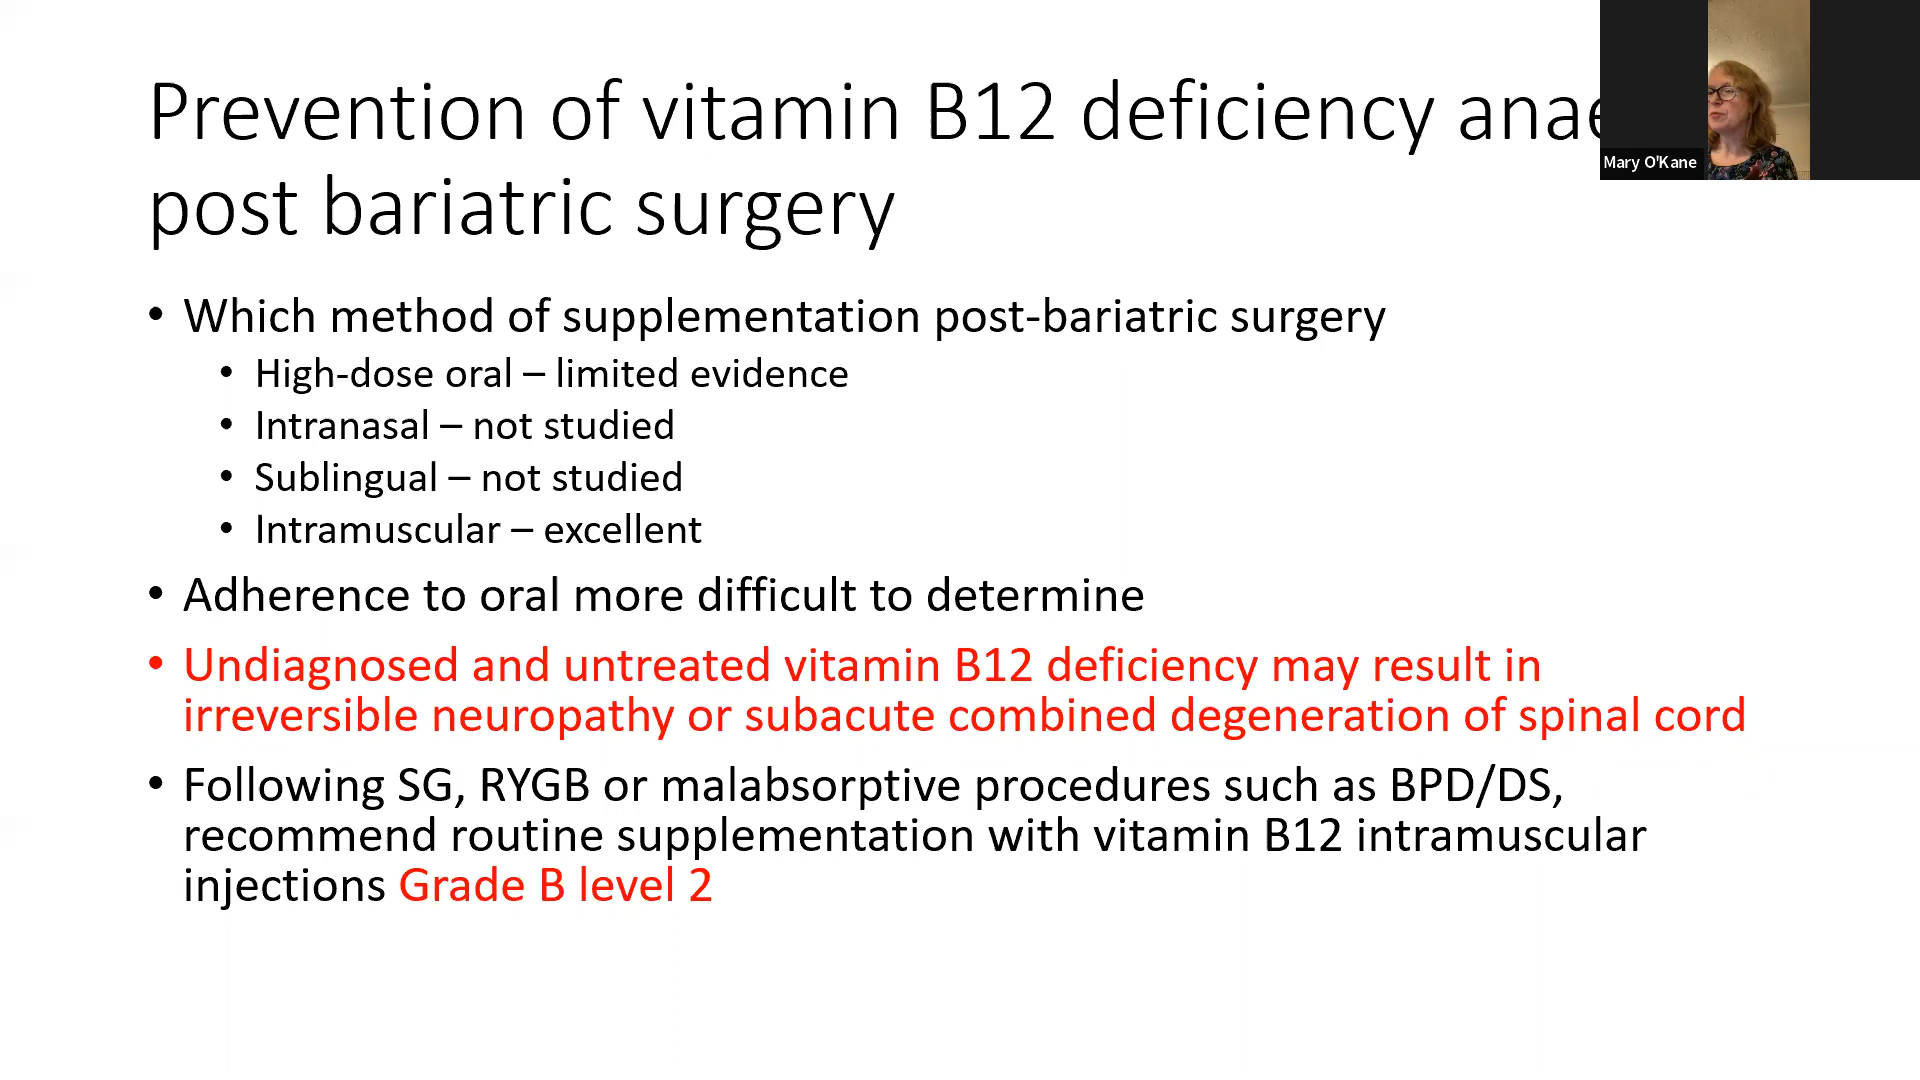 Prevention of vitamin B12 deficiency
post bariatric surgery
Mary O'Kane
• Which method of supplementation post-bariatric surgery
• High-dose oral – limited evidence
• Intranasal – not studied
• Sublingual – not studied
• Intramuscular – excellent
• Adherence to oral more difficult to determine
• Undiagnosed and untreated vitamin B12 deficiency may result in
irreversible neuropathy or subacute combined degeneration of spinal cord
• Following SG, RYGB or malabsorptive procedures such as BPD/DS,
recommend routine supplementation with vitamin B12 intramuscular
injections Grade B level 2